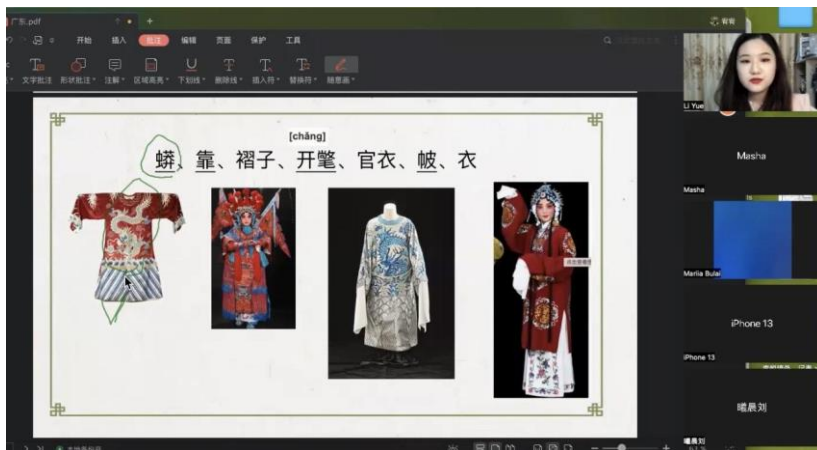 广东.pdf
宥宥
开始 插入 批注 编辑 页面 保护 工具
文字批注 形状批注 注解 区域高亮 下划线 删除线 插入符 替换符 随意画
[chǎng]
蟒、靠、褶子、开氅、官衣、帔、衣
Li Yue
Masha
Masha
Mariia Bulai
iPhone 13
iPhone 13
曦晨刘
曦晨刘